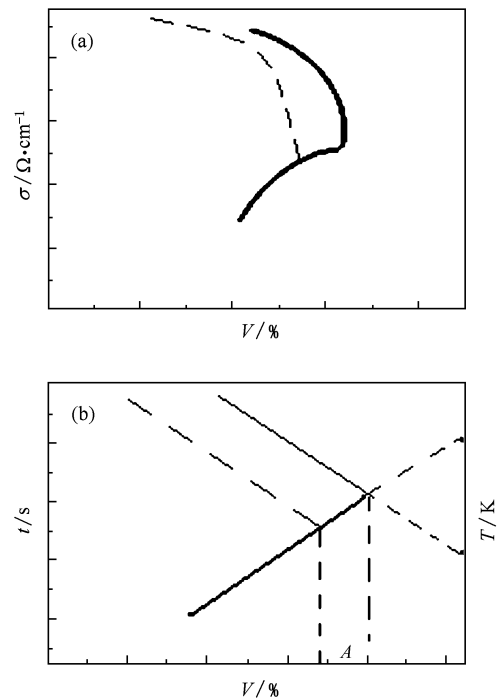 (a)
σ/Ω•cm⁻¹
V/%
(b)
t/s
T/K
A
V/%